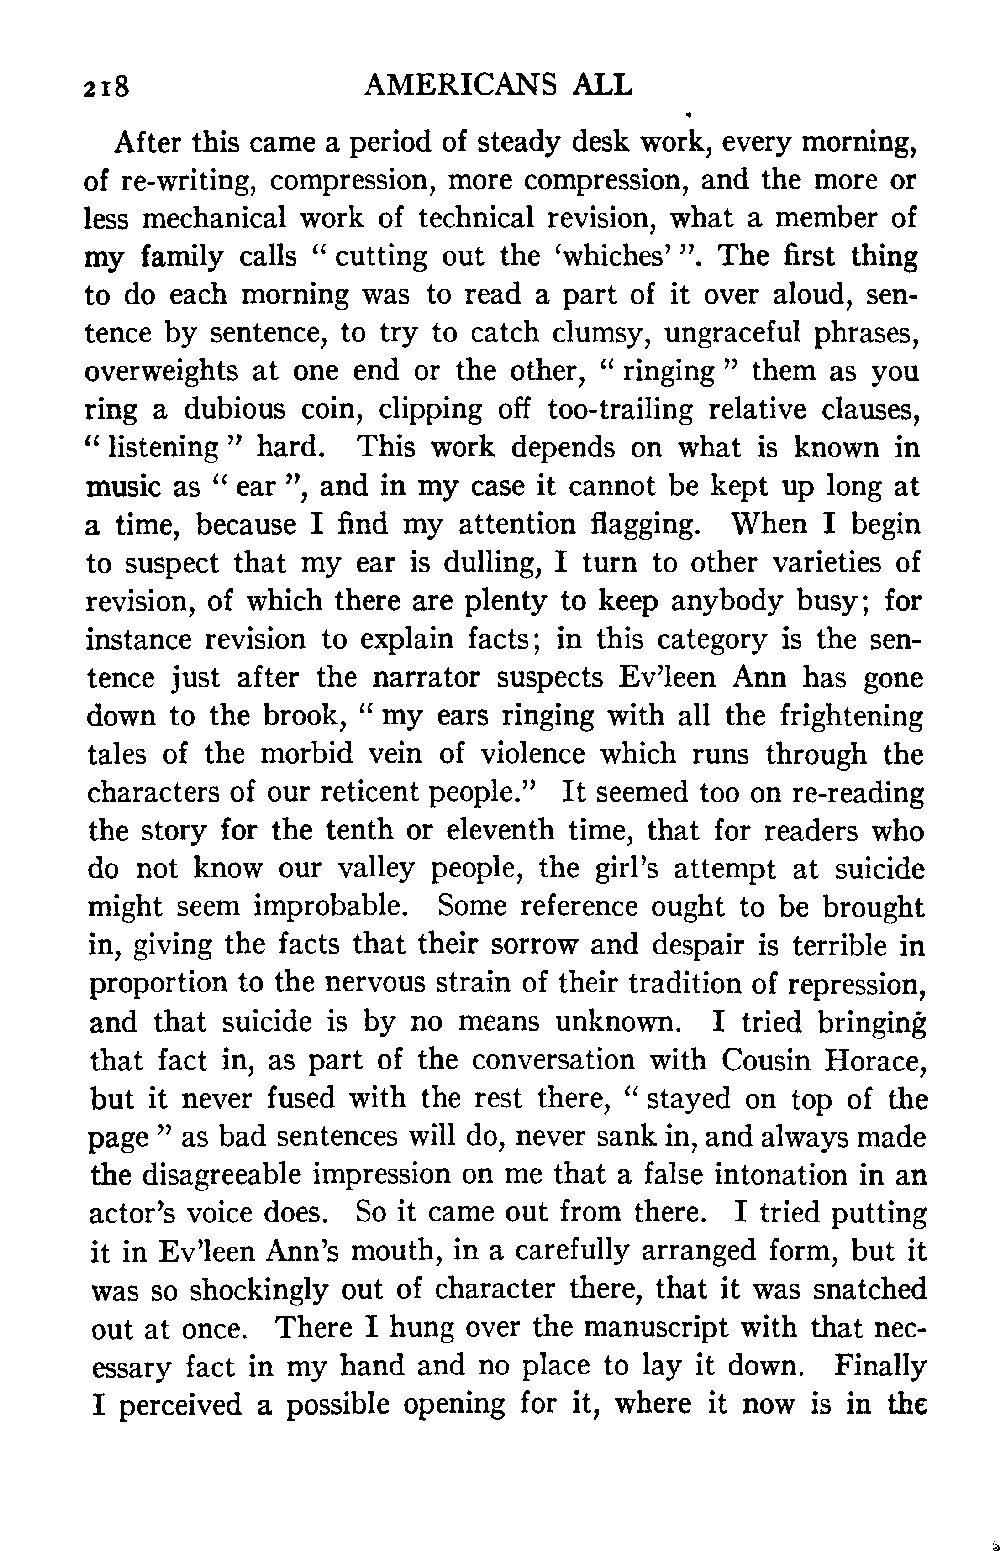 218 AMERICANS ALL
After this came a period of steady desk work, every morning,
of re-writing, compression, more compression, and the more or
less mechanical work of technical revision, what a member of
my family calls “ cutting out the ‘whiches’ ”. The first thing
to do each morning was to read a part of it over aloud, sen-
tence by sentence, to try to catch clumsy, ungraceful phrases,
overweights at one end or the other, “ ringing ” them as you
ring a dubious coin, clipping off too-trailing relative clauses,
“ listening ” hard. This work depends on what is known in
music as “ ear ”, and in my case it cannot be kept up long at
a time, because I find my attention flagging. When I begin
to suspect that my ear is dulling, I turn to other varieties of
revision, of which there are plenty to keep anybody busy; for
instance revision to explain facts; in this category is the sen-
tence just after the narrator suspects Ev’leen Ann has gone
down to the brook, “ my ears ringing with all the frightening
tales of the morbid vein of violence which runs through the
characters of our reticent people.” It seemed too on re-reading
the story for the tenth or eleventh time, that for readers who
do not know our valley people, the girl’s attempt at suicide
might seem improbable. Some reference ought to be brought
in, giving the facts that their sorrow and despair is terrible in
proportion to the nervous strain of their tradition of repression,
and that suicide is by no means unknown. I tried bringing
that fact in, as part of the conversation with Cousin Horace,
but it never fused with the rest there, “ stayed on top of the
page ” as bad sentences will do, never sank in, and always made
the disagreeable impression on me that a false intonation in an
actor’s voice does. So it came out from there. I tried putting
it in Ev’leen Ann’s mouth, in a carefully arranged form, but it
was so shockingly out of character there, that it was snatched
out at once. There I hung over the manuscript with that nec-
essary fact in my hand and no place to lay it down. Finally
I perceived a possible opening for it, where it now is in the